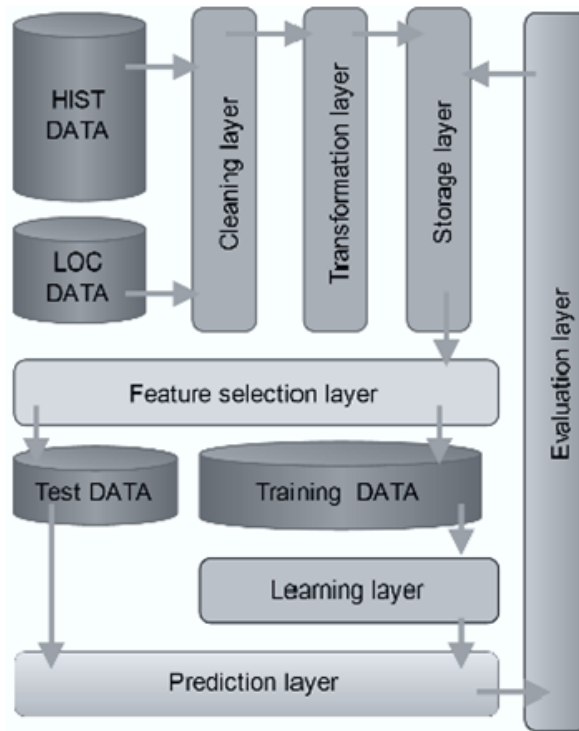 HIST
DATA
LOC
DATA
Cleaning layer
Transformation layer
Storage layer
Evaluation layer
Feature selection layer
Test DATA
Training DATA
Learning layer
Prediction layer